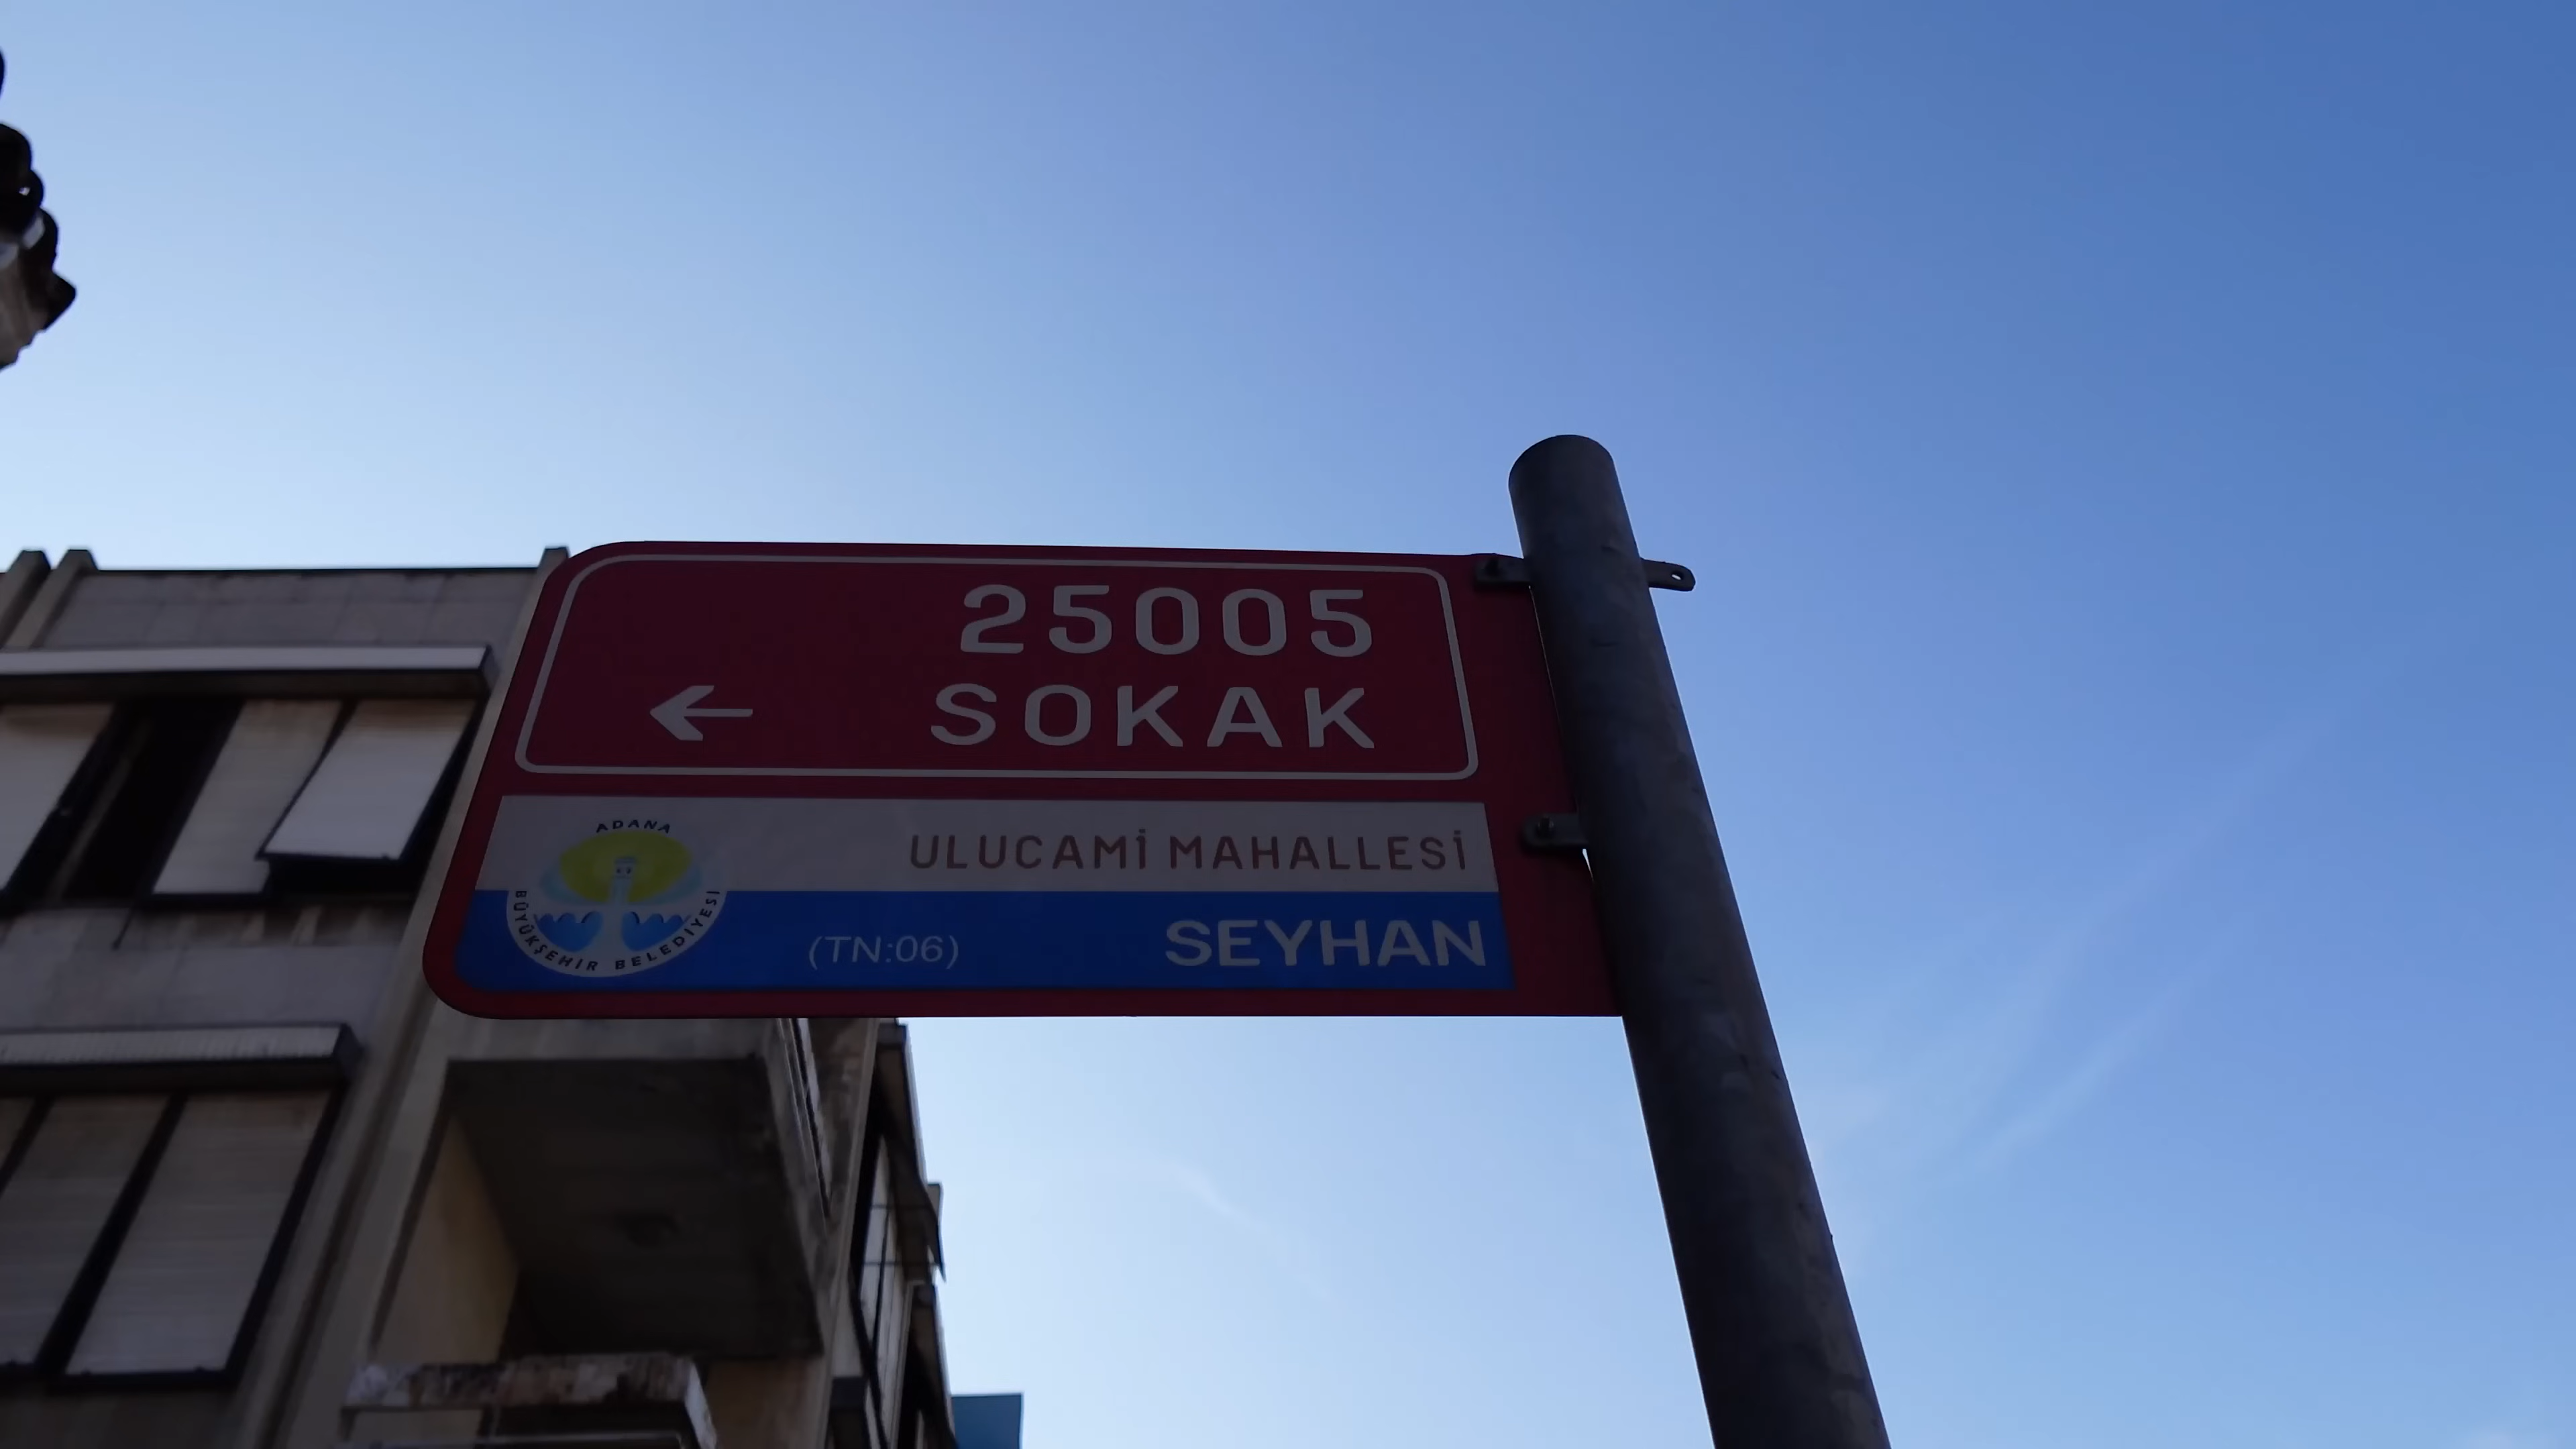 25005
SOKAK
ULUCAMİ MAHALLESİ
ADANA
BÜYÜKŞEHİR BELEDİYESİ
(TN:06)
SEYHAN